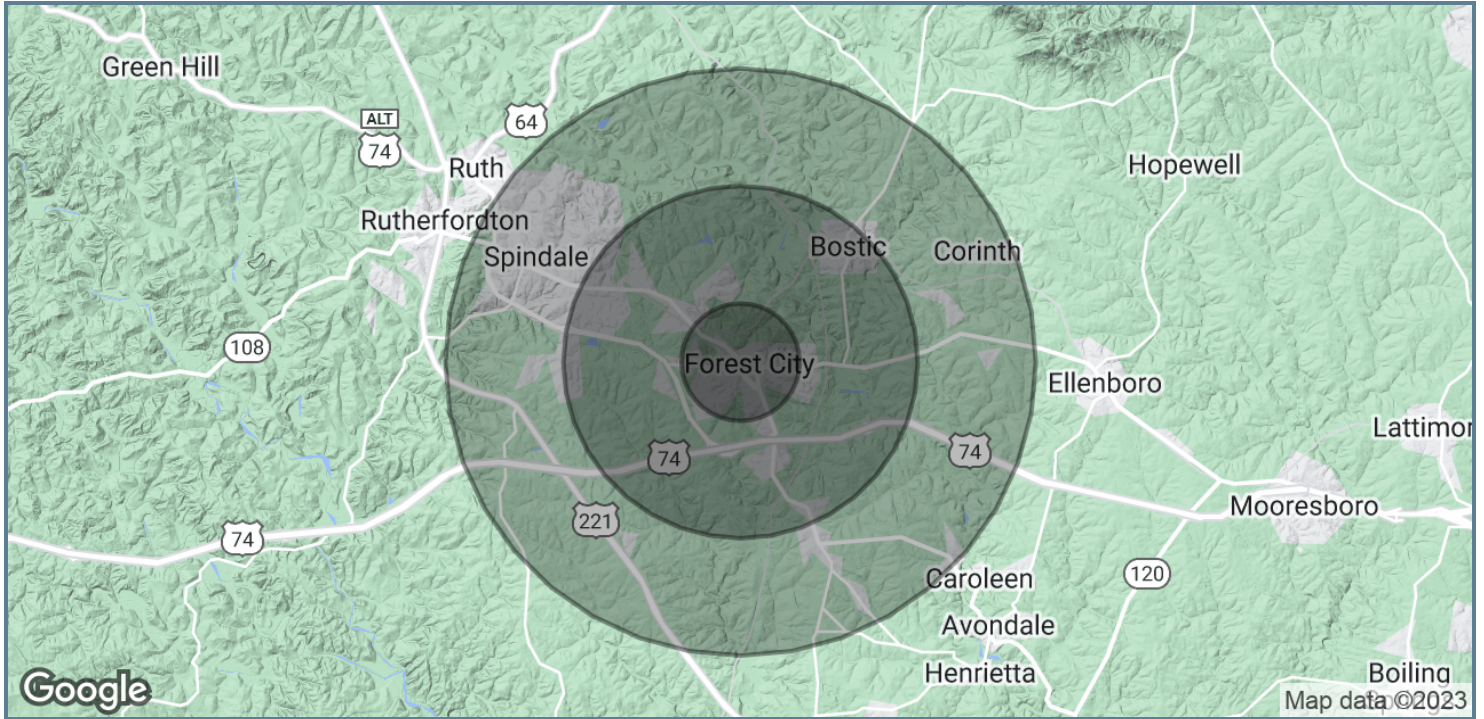 Green Hill
ALT
74
64
Ruth
Hopewell
Rutherfordton
Spindale
Bostic
Corinth
108
Forest City
Ellenboro
Lattimor
74
74
Mooresboro
221
74
Caroleen
120
Avondale
Henrietta
Boiling
Google
Map data ©2023